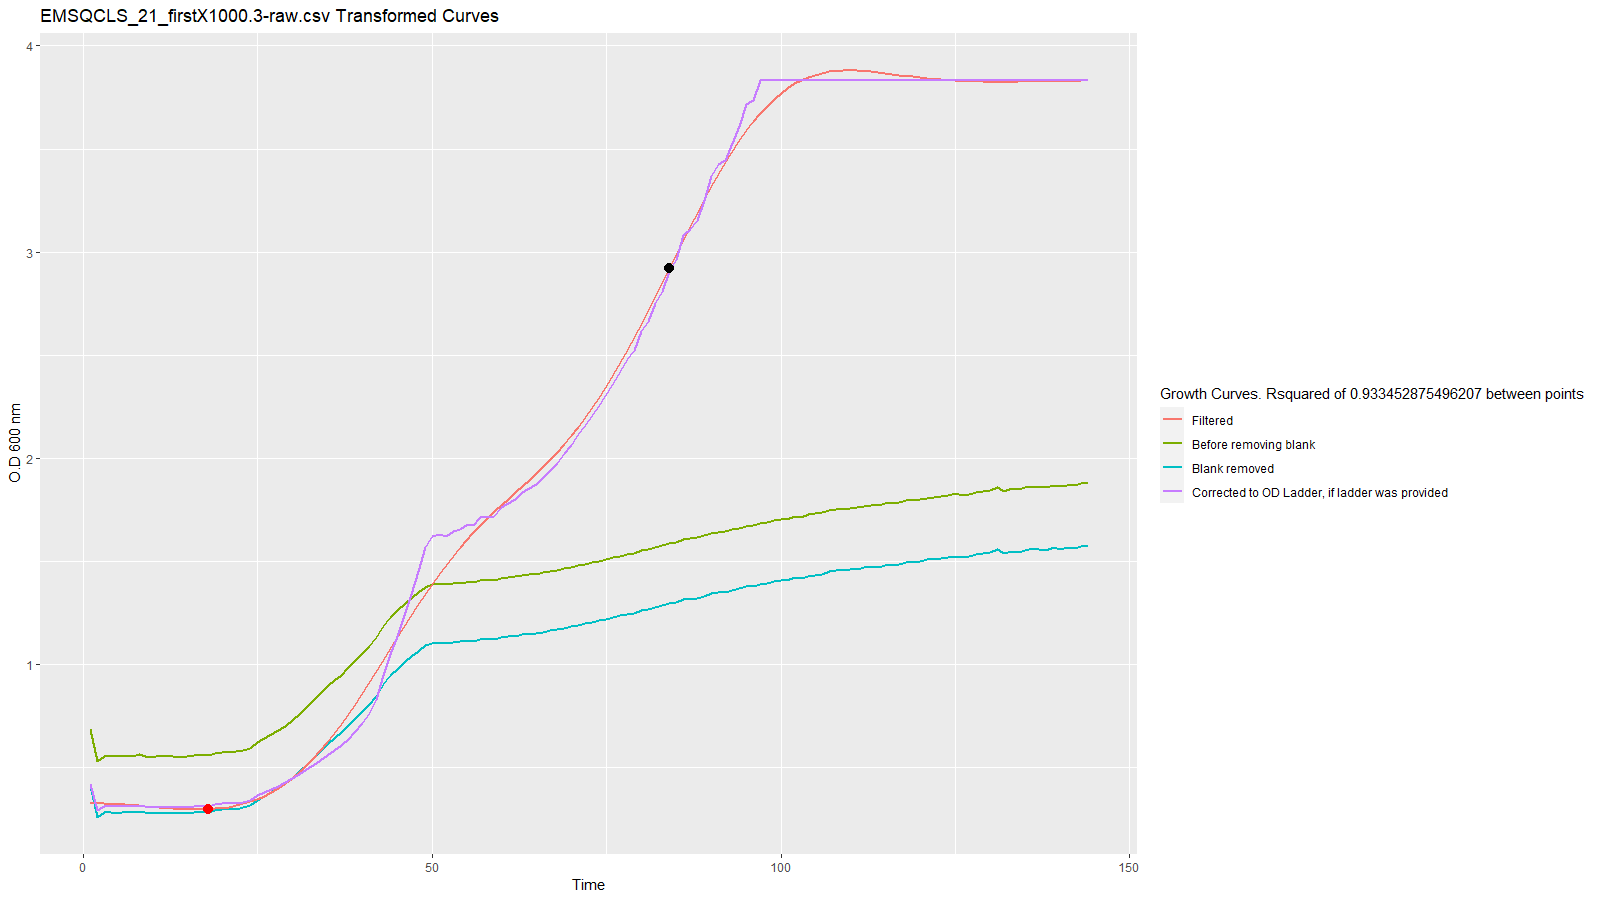 EMSQCLS_21_firstX1000.3-raw.csv Transformed Curves
4
3
2
1
O.D 600 nm
0
50
100
150
Time
Growth Curves. Rsquared of 0.933452875496207 between points
Filtered
Before removing blank
Blank removed
Corrected to OD Ladder, if ladder was provided